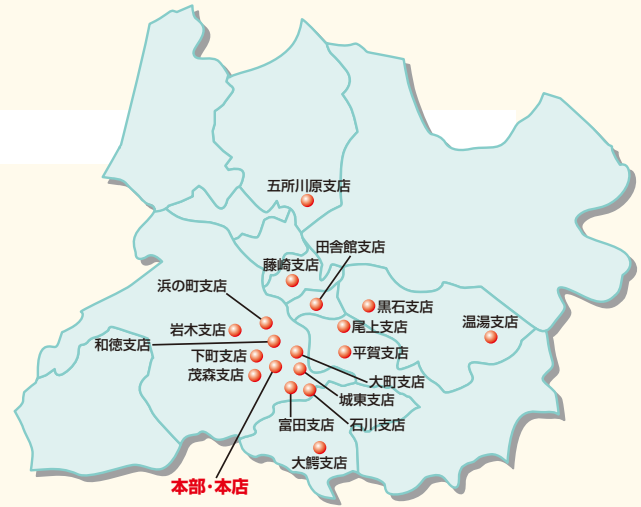 五所川原支店
田舎館支店
藤崎支店
浜の町支店
黒石支店
温湯支店
尾上支店
岩木支店
和徳支店
平賀支店
下町支店
茂森支店
大町支店
城東支店
富田支店
石川支店
大鰐支店
本部・本店